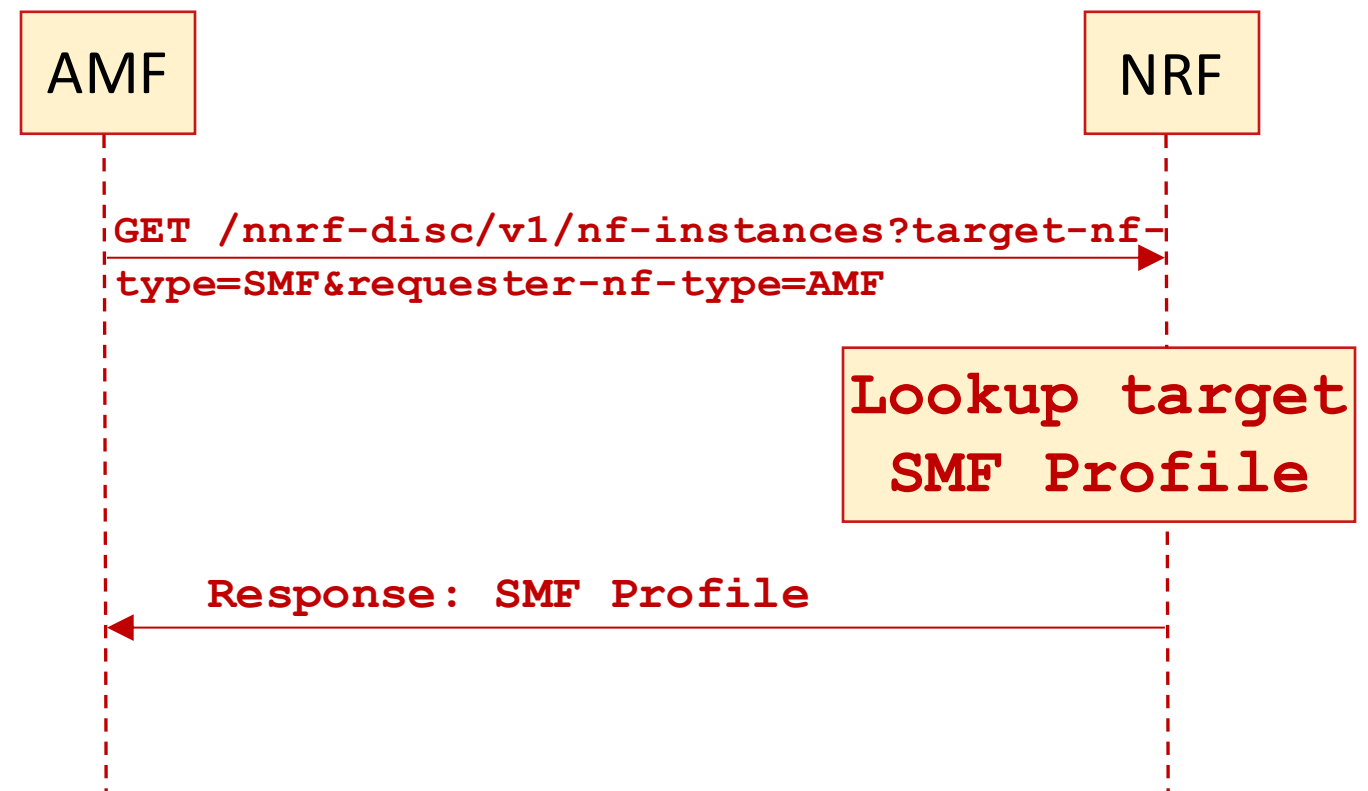 AMF
NRF
GET /nnrf-disc/v1/nf-instances?target-nf-
type=SMF&requester-nf-type=AMF
Lookup target
SMF Profile
Response: SMF Profile